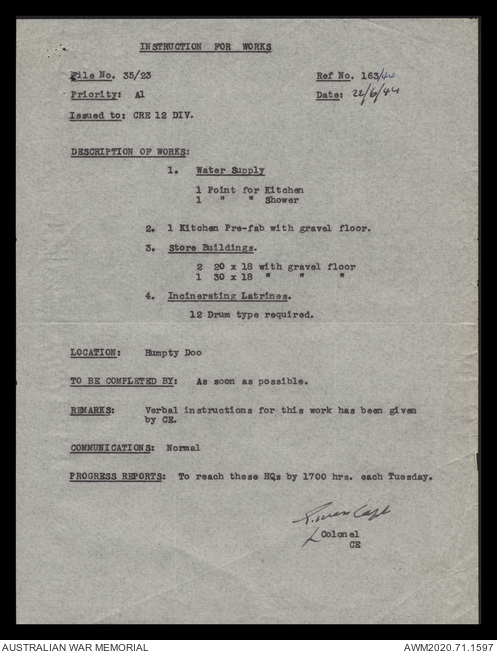 INSTRUCTION FOR WORKS
File No. 35/23 Ref No. 163/44
Priority: A1 Date: 22/6/44
Issued to: CRE 12 DIV.
DESCRIPTION OF WORKS:
1. Water Supply
1 Point for Kitchen
1 " " Shower
2. 1 Kitchen Pre-fab with gravel floor.
3. Store Buildings.
2 20 x 18 with gravel floor
1 30 x 18 " " "
4. Incinerating Latrines.
12 Drum type required.
LOCATION: Humpty Doo
TO BE COMPLETED BY: As soon as possible.
REMARKS: Verbal instructions for this work has been given
by CE.
COMMUNICATIONS: Normal
PROGRESS REPORTS: To reach these HQs by 1700 hrs. each Tuesday.
Capt
Colonel
CE
AUSTRALIAN WAR MEMORIAL AWM2020.71.1597